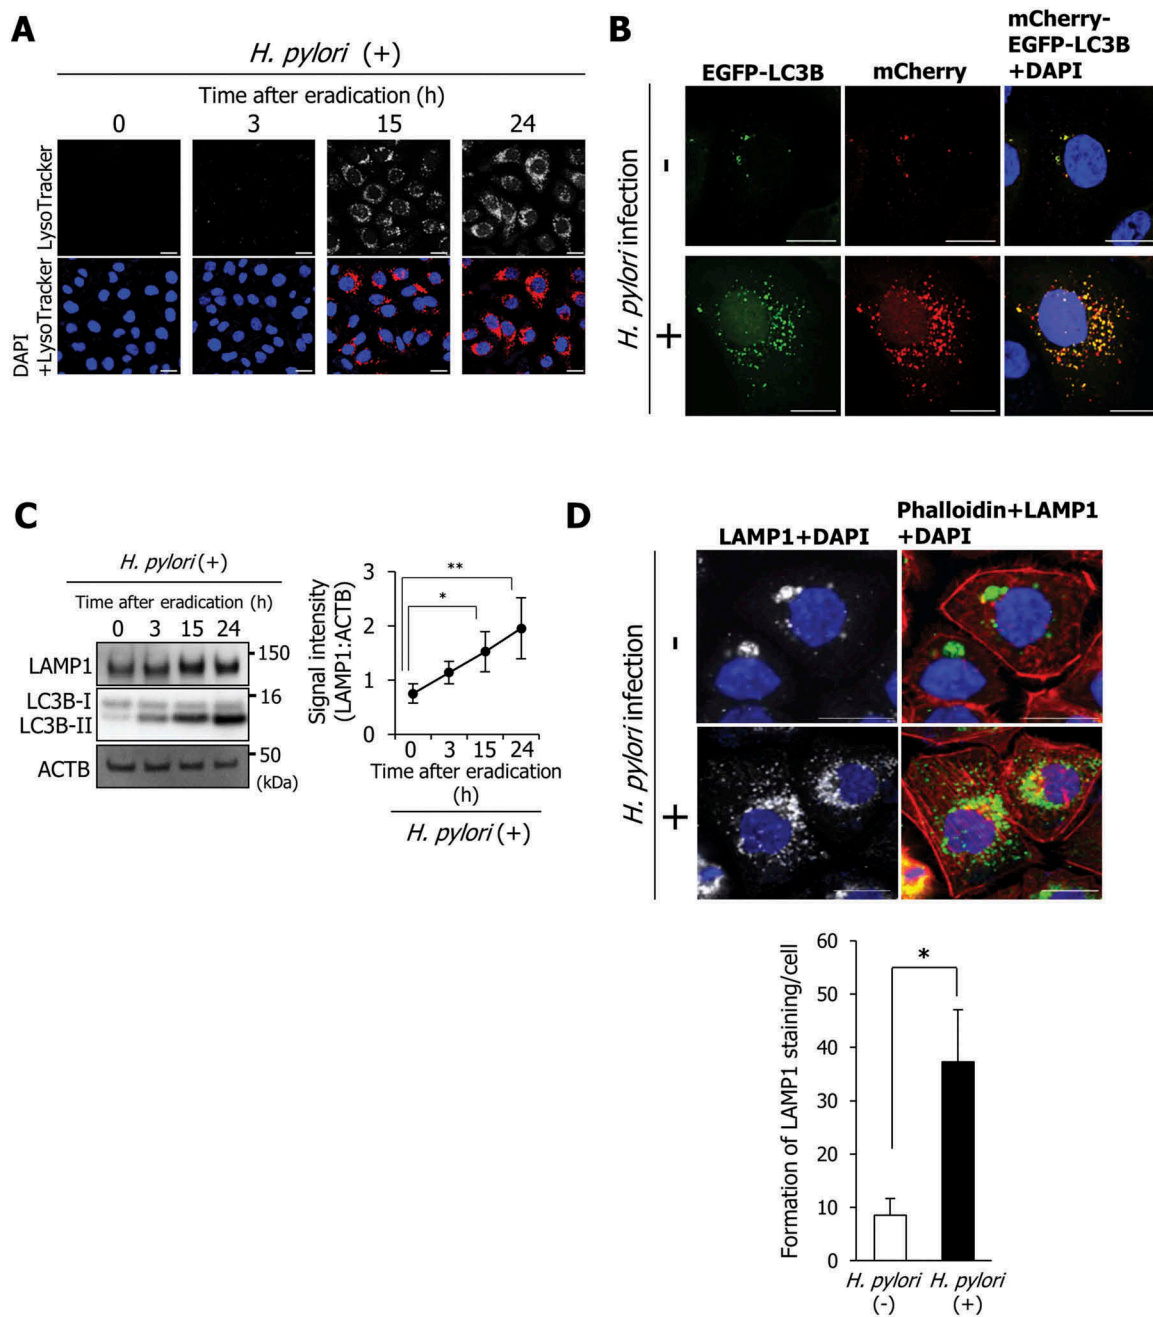 A
H. pylori (+)
Time after eradication (h)
0 3 15 24
LysoTracker
DAPI
+LysoTracker
B
EGFP-LC3B
mCherry
mCherry-
EGFP-LC3B
+DAPI
H. pylori infection
-
+
C
H. pylori (+)
Time after eradication (h)
0 3 15 24
LAMP1
150
LC3B-I
16
LC3B-II
ACTB
50
(kDa)
Signal intensity
(LAMP1:ACTB)
3
2
1
0
**
*
0 3 15 24
Time after eradication
(h)
H. pylori (+)
D
LAMP1+DAPI
Phalloidin+LAMP1
+DAPI
H. pylori infection
-
+
Formation of LAMP1 staining/cell
60
50
40
30
20
10
0
*
H. pylori
(-)
H. pylori
(+)